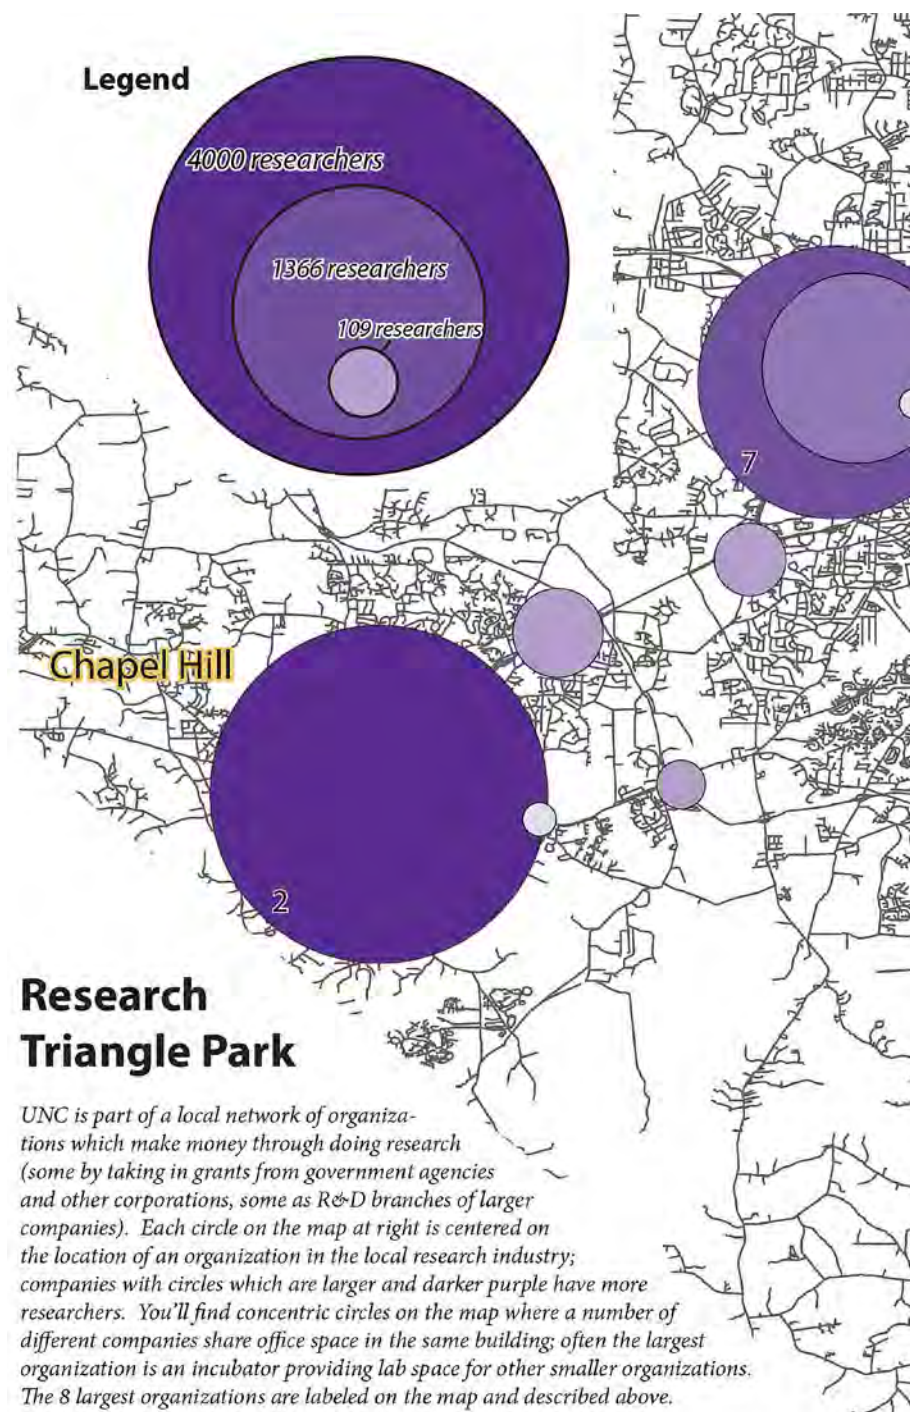 Legend
4000 researchers
1366 researchers
109 researchers
7
Chapel Hill
2
Research
Triangle Park
UNC is part of a local network of organiza-
tions which make money through doing research
(some by taking in grants from government agencies
and other corporations, some as R&D branches of larger
companies). Each circle on the map at right is centered on
the location of an organization in the local research industry;
companies with circles which are larger and darker purple have more
researchers. You'll find concentric circles on the map where a number of
different companies share office space in the same building; often the largest
organization is an incubator providing lab space for other smaller organizations.
The 8 largest organizations are labeled on the map and described above.